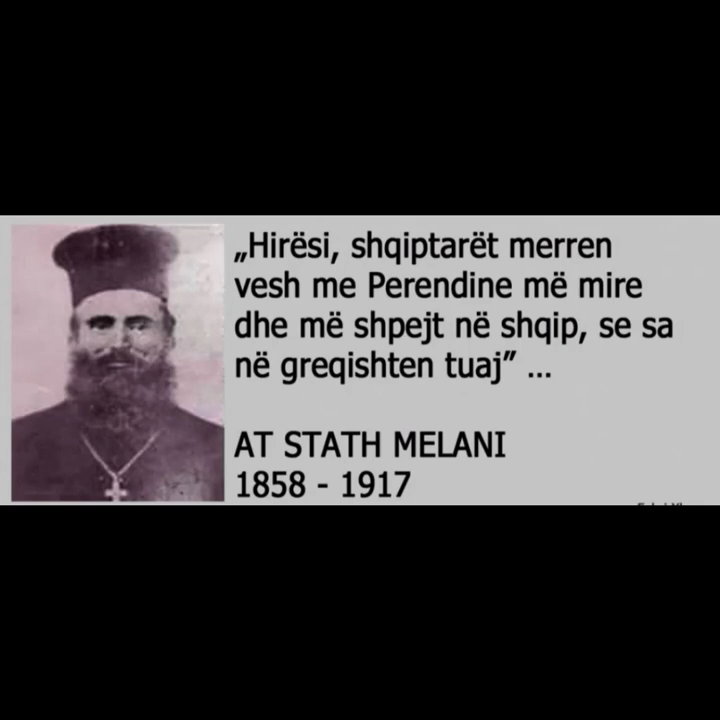 „Hirësi, shqiptarët merren
vesh me Perendine më mire
dhe më shpejt në shqip, se sa
në greqishten tuaj” ...
AT STATH MELANI
1858 - 1917